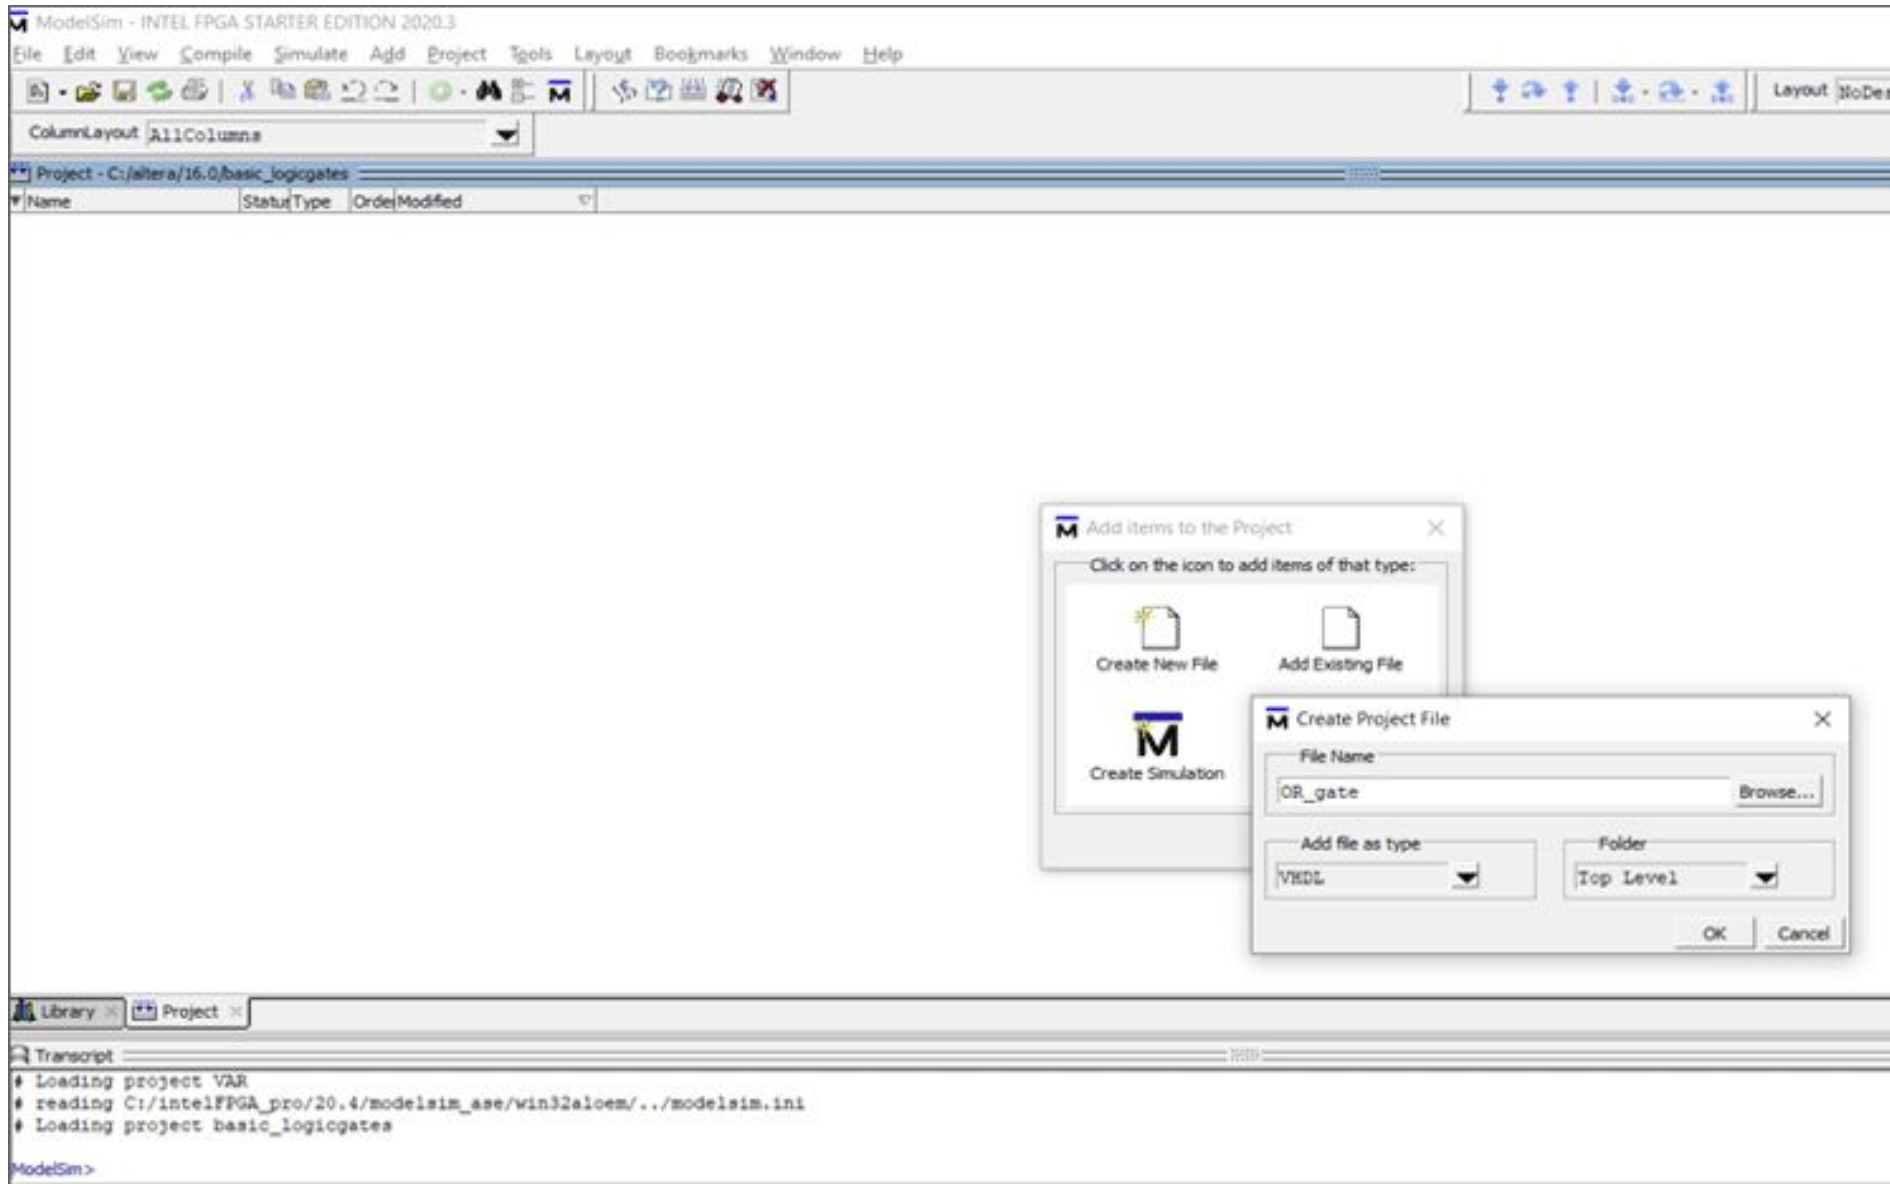 ModelSim - INTEL FPGA STARTER EDITION 2020.3
File Edit View Compile Simulate Add Project Tools Layout Bookmarks Window Help
Layout NoDes
ColumnLayout AllColumns
Project - C:/altera/16.0/basic_logicgates
Name Statu Type Orde Modified
Add items to the Project
Click on the icon to add items of that type:
Create New File Add Existing File
Create Simulation
Create Project File
File Name
OR_gate Browse...
Add file as type Folder
VHDL Top Level
OK Cancel
Library Project
Transcript
# Loading project VAR
# reading C:/intelFPGA_pro/20.4/modelsim_ase/win32aloem/../modelsim.ini
# Loading project basic_logicgates
ModelSim>